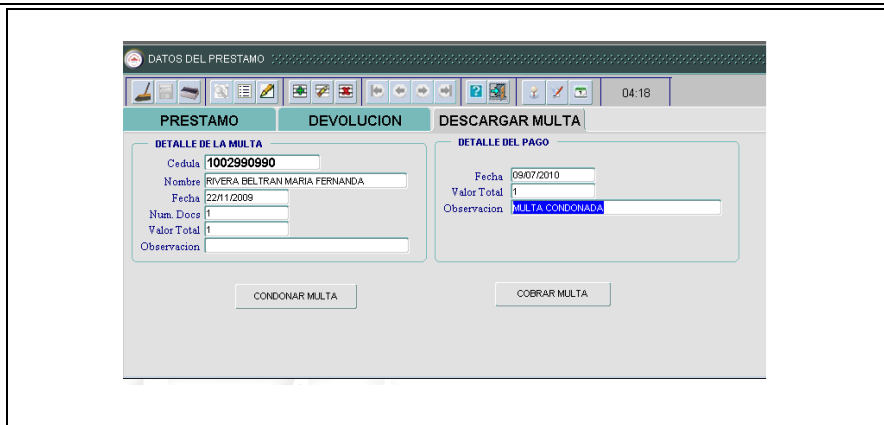 DATOS DEL PRESTAMO
04:18
PRESTAMO DEVOLUCION DESCARGAR MULTA
DETALLE DE LA MULTA
Cedula 1002990990
Nombre RIVERA BELTRAN MARIA FERNANDA
Fecha 22/11/2009
Num. Docs 1
Valor Total 1
Observacion
DETALLE DEL PAGO
Fecha 09/07/2010
Valor Total 1
Observacion MULTA CONDONADA
CONDONAR MULTA
COBRAR MULTA